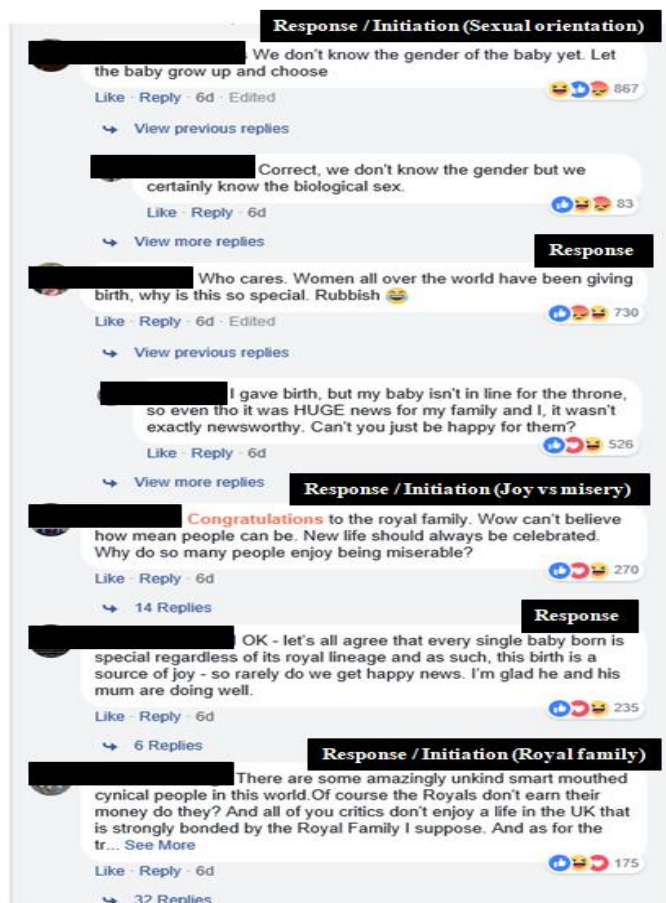 Response / Initiation (Sexual orientation)
We don't know the gender of the baby yet. Let
the baby grow up and choose
Like · Reply · 6d · Edited
867
View previous replies
Correct, we don't know the gender but we
certainly know the biological sex.
Like · Reply · 6d
83
View more replies
Response
Who cares. Women all over the world have been giving
birth, why is this so special. Rubbish 😂
Like · Reply · 6d · Edited
730
View previous replies
I gave birth, but my baby isn't in line for the throne,
so even tho it was HUGE news for my family and I, it wasn't
exactly newsworthy. Can't you just be happy for them?
Like · Reply · 6d
526
View more replies
Response / Initiation (Joy vs misery)
Congratulations to the royal family. Wow can't believe
how mean people can be. New life should always be celebrated.
Why do so many people enjoy being miserable?
Like · Reply · 6d
270
14 Replies
Response
OK - let's all agree that every single baby born is
special regardless of its royal lineage and as such, this birth is a
source of joy - so rarely do we get happy news. I'm glad he and his
mum are doing well.
Like · Reply · 6d
235
6 Replies
Response / Initiation (Royal family)
There are some amazingly unkind smart mouthed
cynical people in this world.Of course the Royals don't earn their
money do they? And all of you critics don't enjoy a life in the UK that
is strongly bonded by the Royal Family I suppose. And as for the
tr... See More
Like · Reply · 6d
175
32 Replies